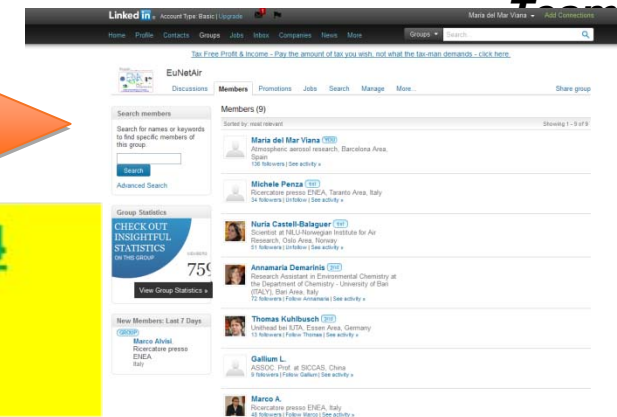 Team
Linked in Account Type: Basic | Upgrade Maria del Mar Viana Add Connections
Home Profile Contacts Groups Jobs Inbox Companies News More Groups Search...
Tax Free Profit & Income - Pay the amount of tax you wish, not what the tax-man demands - click here.
EuNetAir
Discussions Members Promotions Jobs Search Manage More... Share group
Search members
Search for names or keywords
to find specific members of
this group.
Search
Advanced Search
Group Statistics
CHECK OUT
INSIGHTFUL
STATISTICS
ON THIS GROUP
MEMBERS
759
View Group Statistics »
New Members: Last 7 Days
GROUP
Marco Alvisi
Ricercatore presso
ENEA
Italy
Members (9)
Sorted by: most relevant Showing 1 - 9 of 9
Maria del Mar Viana YOU
Atmospheric aerosol research, Barcelona Area,
Spain
136 followers | See activity »
Michele Penza 1st
Ricercatore presso ENEA, Taranto Area, Italy
34 followers | Unfollow | See activity »
Nuria Castell-Balaguer 1st
Scientist at NILU-Norwegian Institute for Air
Research, Oslo Area, Norway
51 followers | Unfollow | See activity »
Annamaria Demarinis 2nd
Research Assistant in Environmental Chemistry at
the Department of Chemistry - University of Bari
(ITALY), Bari Area, Italy
72 followers | Follow Annamaria | See activity »
Thomas Kuhlbusch 2nd
Unithead bei IUTA, Essen Area, Germany
13 followers | Follow Thomas | See activity »
Gallium L.
ASSOC. Prof. at SICCAS, China
9 followers | Follow Gallium | See activity »
Marco A.
Ricercatore presso ENEA, Italy
48 followers | Follow Marco | See activity »
4